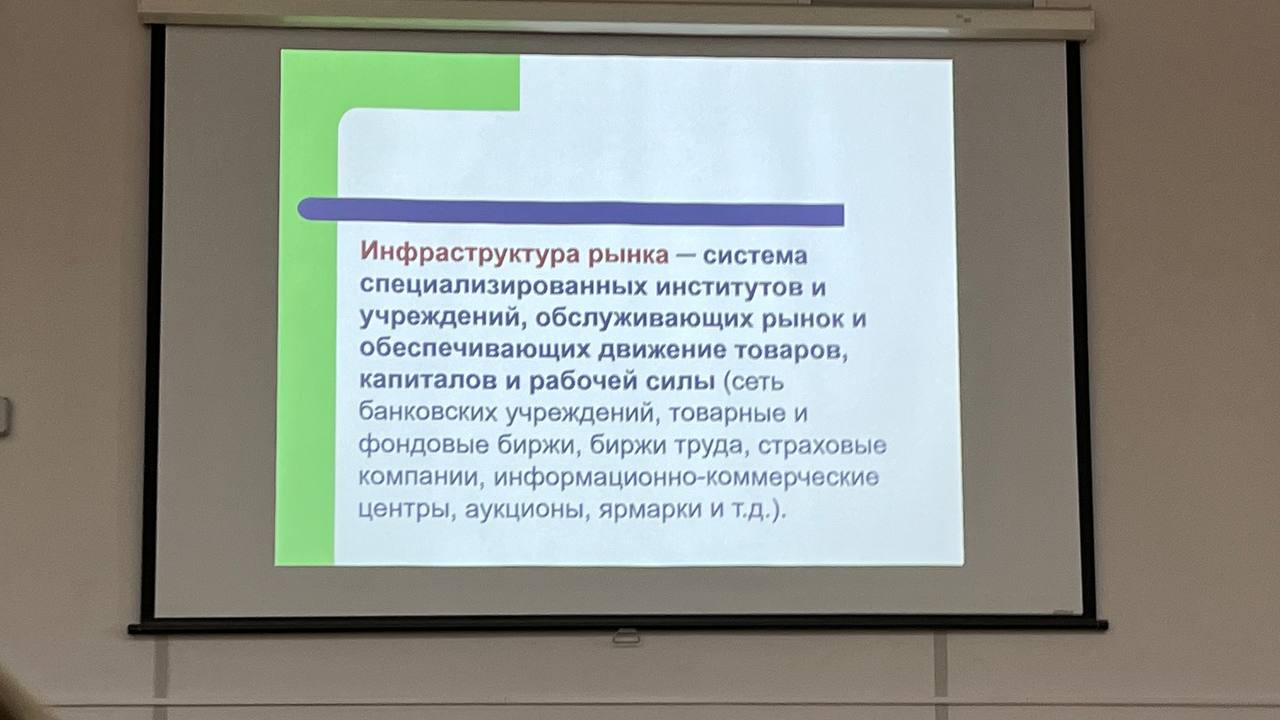 Инфраструктура рынка — система
специализированных институтов и
учреждений, обслуживающих рынок и
обеспечивающих движение товаров,
капиталов и рабочей силы (сеть
банковских учреждений, товарные и
фондовые биржи, биржи труда, страховые
компании, информационно-коммерческие
центры, аукционы, ярмарки и т.д.).